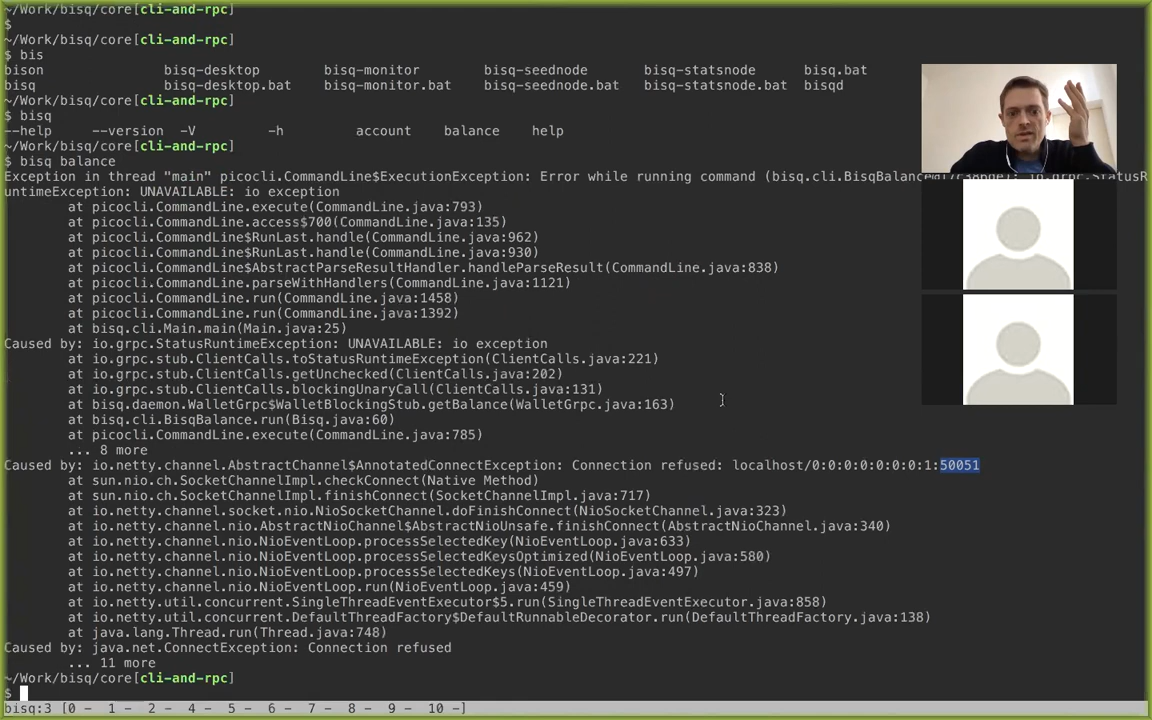 ~/Work/bisq/core[cli-and-rpc]
$
~/Work/bisq/core[cli-and-rpc]
$ bis
bison bisq-desktop bisq-monitor bisq-seednode bisq-statsnode bisq.bat
bisq bisq-desktop.bat bisq-monitor.bat bisq-seednode.bat bisq-statsnode.bat bisqd
~/Work/bisq/core[cli-and-rpc]
$ bisq
--help --version -V -h account balance help
~/Work/bisq/core[cli-and-rpc]
$ bisq balance
Exception in thread "main" picocli.CommandLine$ExecutionException: Error while running command io.grpc.StatusR
untimeException: UNAVAILABLE: io exception
at picocli.CommandLine.execute(CommandLine.java:793)
at picocli.CommandLine.access$700(CommandLine.java:135)
at picocli.CommandLine$RunLast.handle(CommandLine.java:962)
at picocli.CommandLine$RunLast.handle(CommandLine.java:930)
at picocli.CommandLine$AbstractParseResultHandler.handleParseResult(CommandLine.java:838)
at picocli.CommandLine.parseWithHandlers(CommandLine.java:1121)
at picocli.CommandLine.run(CommandLine.java:1458)
at picocli.CommandLine.run(CommandLine.java:1392)
at bisq.cli.Main.main(Main.java:25)
Caused by: io.grpc.StatusRuntimeException: UNAVAILABLE: io exception
at io.grpc.stub.ClientCalls.toStatusRuntimeException(ClientCalls.java:221)
at io.grpc.stub.ClientCalls.getUnchecked(ClientCalls.java:202)
at io.grpc.stub.ClientCalls.blockingUnaryCall(ClientCalls.java:131)
at bisq.daemon.WalletGrpc$WalletBlockingStub.getBalance(WalletGrpc.java:163)
at bisq.cli.BisqBalance.run(Bisq.java:60)
at picocli.CommandLine.execute(CommandLine.java:785)
... 8 more
Caused by: io.netty.channel.AbstractChannel$AnnotatedConnectException: Connection refused: localhost/0:0:0:0:0:0:0:1:50051
at sun.nio.ch.SocketChannelImpl.checkConnect(Native Method)
at sun.nio.ch.SocketChannelImpl.finishConnect(SocketChannelImpl.java:717)
at io.netty.channel.socket.nio.NioSocketChannel.doFinishConnect(NioSocketChannel.java:323)
at io.netty.channel.nio.AbstractNioChannel$AbstractNioUnsafe.finishConnect(AbstractNioChannel.java:340)
at io.netty.channel.nio.NioEventLoop.processSelectedKey(NioEventLoop.java:633)
at io.netty.channel.nio.NioEventLoop.processSelectedKeysOptimized(NioEventLoop.java:580)
at io.netty.channel.nio.NioEventLoop.processSelectedKeys(NioEventLoop.java:497)
at io.netty.channel.nio.NioEventLoop.run(NioEventLoop.java:459)
at io.netty.util.concurrent.SingleThreadEventExecutor$5.run(SingleThreadEventExecutor.java:858)
at io.netty.util.concurrent.DefaultThreadFactory$DefaultRunnableDecorator.run(DefaultThreadFactory.java:138)
at java.lang.Thread.run(Thread.java:748)
Caused by: java.net.ConnectException: Connection refused
... 11 more
~/Work/bisq/core[cli-and-rpc]
$
bisq:3 [0 - 1 - 2 - 4 - 5 - 6 - 7 - 8 - 9 - 10 -]